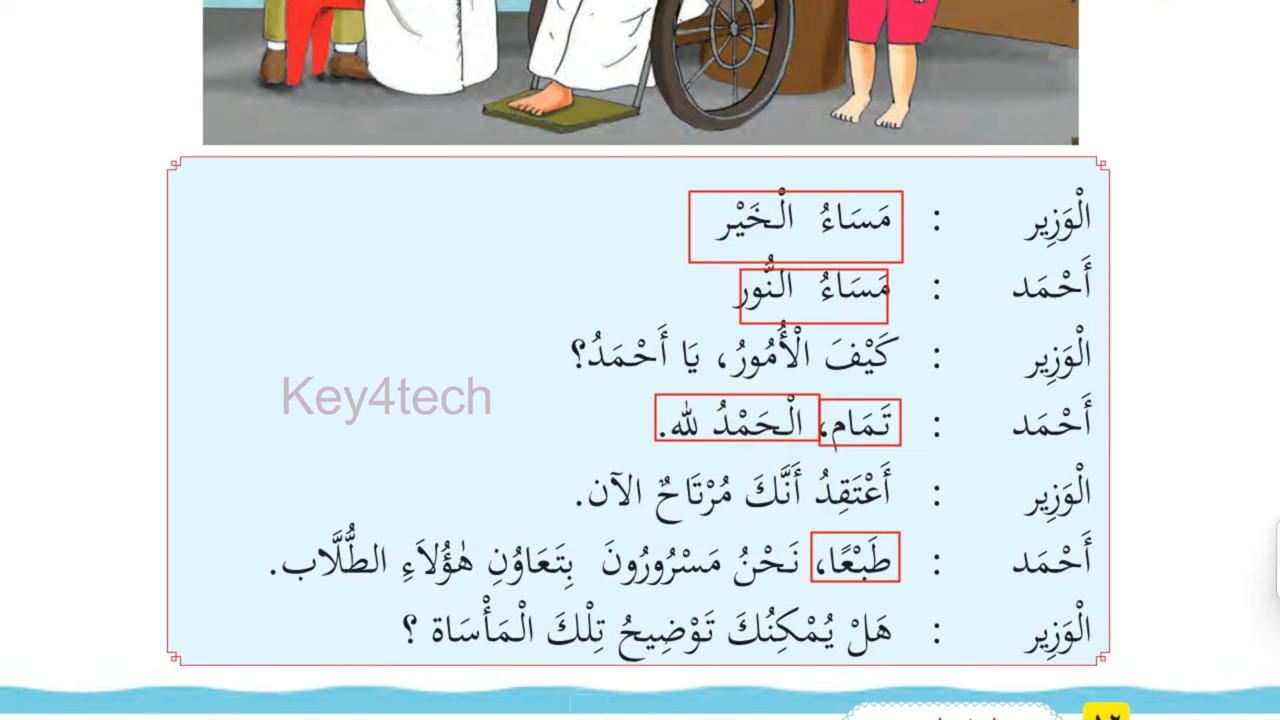 الْوَزِير : مَسَاءُ الْخَيْر
أَحْمَد : مَسَاءُ النُّور
الْوَزِير : كَيْفَ الْأُمُورُ، يَا أَحْمَدُ؟
أَحْمَد : تَمَام، الْحَمْدُ لله.
الْوَزِير : أَعْتَقِدُ أَنَّكَ مُرْتَاحٌ الآن.
أَحْمَد : طَبْعًا، نَحْنُ مَسْرُورُونَ بِتَعَاوُنِ هٰؤُلاَءِ الطُّلَّاب.
الْوَزِير : هَلْ يُمْكِنُكَ تَوْضِيحُ تِلْكَ الْمَأْسَاة ؟
Key4tech